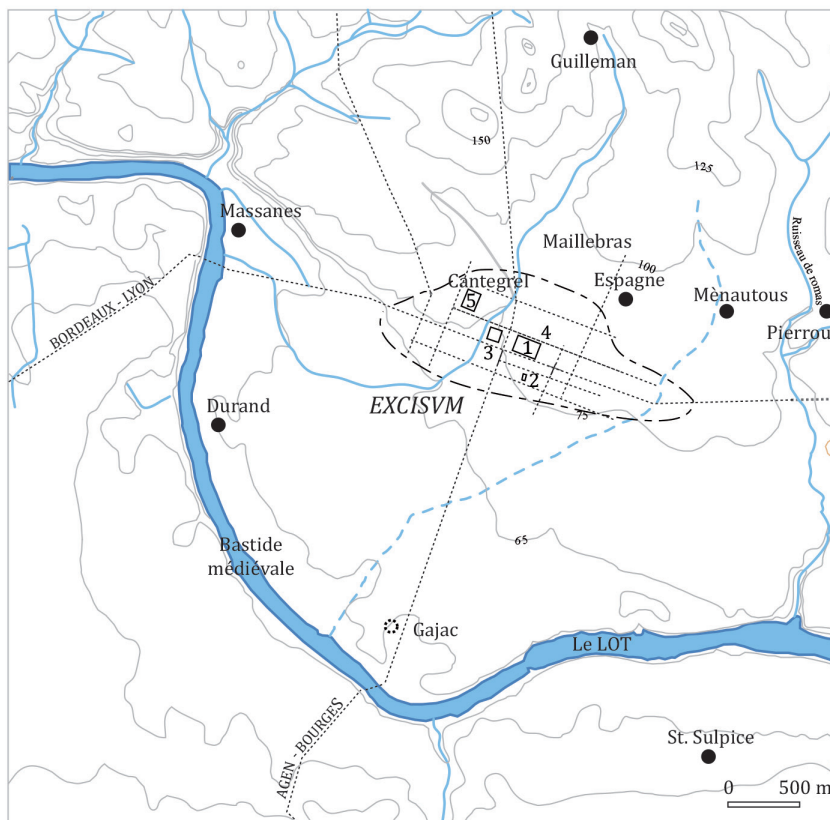 Guilleman
150
125
Massanes
Ruisseau de romas
Maillebras
100
BORDEAUX - LYON
Cantegrel
Espagne
Mènautous
5
Pierrou
4
1
3
2
EXCISVM
75
Durand
65
Bastide
médiévale
Gajac
Le LOT
AGEN - BOURGES
St. Sulpice
0 500 m